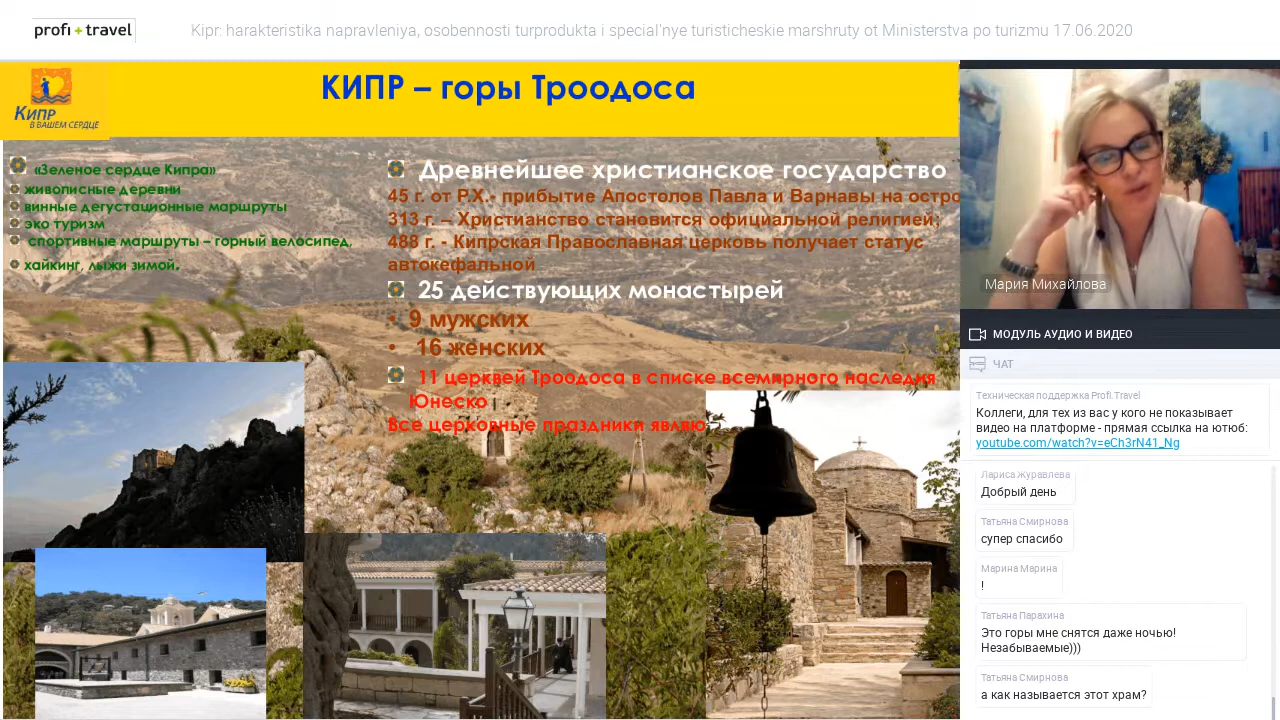 profi + travel
Kipr: harakteristika napravleniya, osobennosti turprodukta i special'nye turisticheskie marshruty ot Ministerstva po turizmu 17.06.2020
КИПР
В ВАШЕМ СЕРДЦЕ
КИПР – горы Троодоса
«Зеленое сердце Кипра»
живописные деревни
винные дегустационные маршруты
эко туризм
спортивные маршруты – горный велосипед,
хайкинг, лыжи зимой.
Древнейшее христианское государство
45 г. от Р.Х.- прибытие Апостолов Павла и Варнавы на остро
313 г. – Христианство становится официальной религией;
488 г. - Кипрская Православная церковь получает статус
автокефальной
25 действующих монастырей
• 9 мужских
• 16 женских
11 церквей Троодоса в списке всемирного наследия
Юнеско
Все церковные праздники являю
Мария Михайлова
МОДУЛЬ АУДИО И ВИДЕО
ЧАТ
Техническая поддержка Profi.Travel
Коллеги, для тех из вас у кого не показывает
видео на платформе - прямая ссылка на ютюб:
youtube.com/watch?v=eCh3rN41_Ng
Лариса Журавлева
Добрый день
Татьяна Смирнова
супер спасибо
Марина Марина
!
Татьяна Парахина
Это горы мне снятся даже ночью!
Незабываемые)))
Татьяна Смирнова
а как называется этот храм?